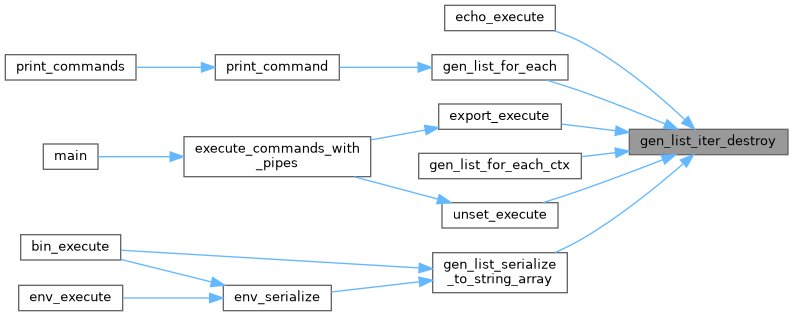 echo_execute
print_commands
print_command
gen_list_for_each
export_execute
gen_list_iter_destroy
main
execute_commands_with
_pipes
gen_list_for_each_ctx
unset_execute
bin_execute
gen_list_serialize
_to_string_array
env_execute
env_serialize